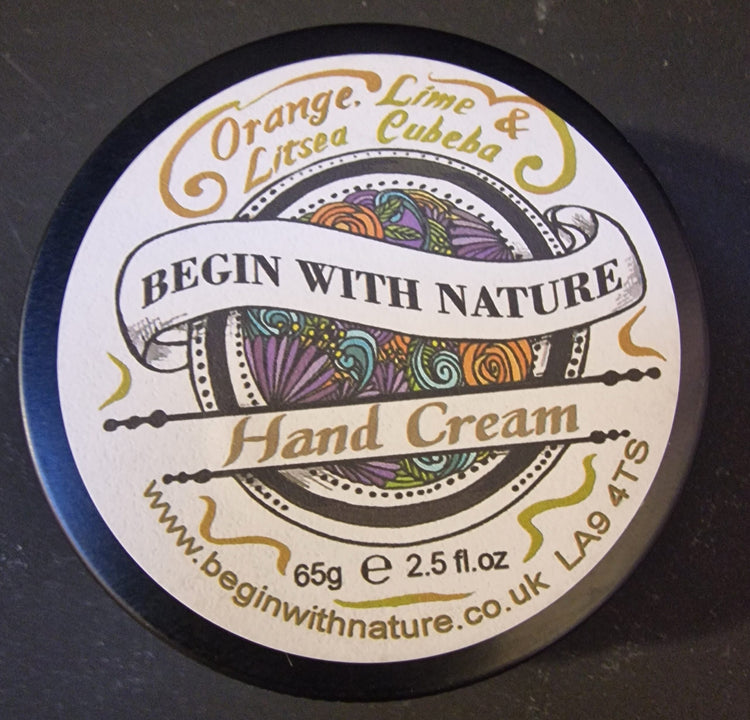 Orange, Lime &
Litsea Cubeba
BEGIN WITH NATURE
Hand Cream
65g e 2.5 fl.oz
www.beginwithnature.co.uk LA9 4TS